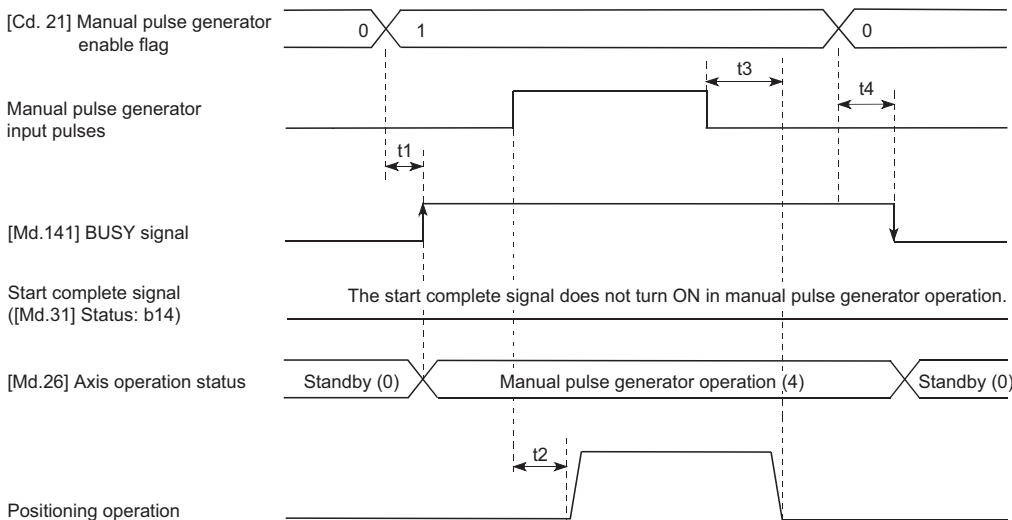 [Cd. 21] Manual pulse generator
enable flag
0
1
0
t3
t4
Manual pulse generator
input pulses
t1
[Md.141] BUSY signal
Start complete signal
([Md.31] Status: b14)
The start complete signal does not turn ON in manual pulse generator operation.
[Md.26] Axis operation status
Standby (0)
Manual pulse generator operation (4)
Standby (0)
t2
Positioning operation